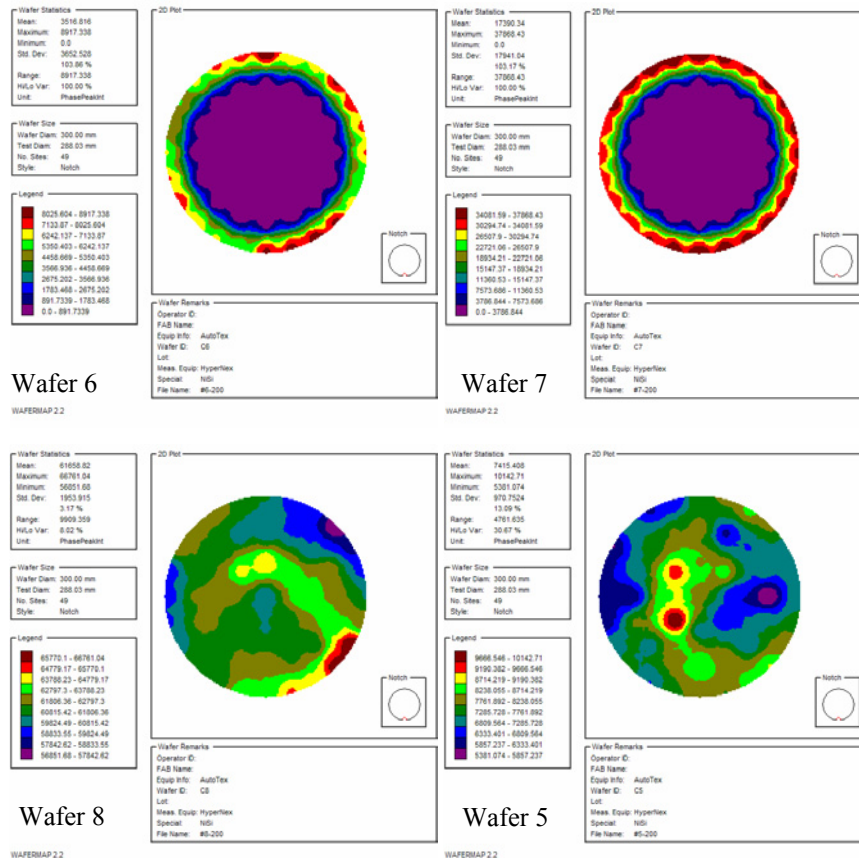 Wafer Statistics
Mean: 3516.816
Maximum: 8917.338
Minimum: 0.0
Std. Dev: 3652.528
103.86 %
Range: 8917.338
Hi/Lo Var: 100.00 %
Unit: PhasePeakInt
Wafer Size
Wafer Diam: 300.00 mm
Test Diam: 288.03 mm
No. Sites: 49
Style: Notch
Legend
8025.604 - 8917.338
7133.87 - 8025.604
6242.137 - 7133.87
5350.403 - 6242.137
4458.669 - 5350.403
3566.936 - 4458.669
2675.202 - 3566.936
1783.468 - 2675.202
891.7339 - 1783.468
0.0 - 891.7339
2D Plot
Notch
Wafer Remarks
Operator ID:
FAB Name:
Equip Info: AutoTex
Wafer ID: C6
Lot:
Meas. Equip: HyperNex
Special: NiSi
File Name: #6-200
Wafer 6
WAFERMAP 2.2
Wafer Statistics
Mean: 17390.34
Maximum: 37868.43
Minimum: 0.0
Std. Dev: 17941.04
103.17 %
Range: 37868.43
Hi/Lo Var: 100.00 %
Unit: PhasePeakInt
Wafer Size
Wafer Diam: 300.00 mm
Test Diam: 288.03 mm
No. Sites: 49
Style: Notch
Legend
34081.59 - 37868.43
30294.74 - 34081.59
26507.9 - 30294.74
22721.06 - 26507.9
18934.21 - 22721.06
15147.37 - 18934.21
11360.53 - 15147.37
7573.686 - 11360.53
3786.844 - 7573.686
0.0 - 3786.844
2D Plot
Notch
Wafer Remarks
Operator ID:
FAB Name:
Equip Info: AutoTex
Wafer ID: C7
Lot:
Meas. Equip: HyperNex
Special: NiSi
File Name: #7-200
Wafer 7
WAFERMAP 2.2
Wafer Statistics
Mean: 61658.82
Maximum: 66761.04
Minimum: 56851.68
Std. Dev: 1953.915
3.17 %
Range: 9909.359
Hi/Lo Var: 8.02 %
Unit: PhasePeakInt
Wafer Size
Wafer Diam: 300.00 mm
Test Diam: 288.03 mm
No. Sites: 49
Style: Notch
Legend
65770.1 - 66761.04
64779.17 - 65770.1
63788.23 - 64779.17
62797.3 - 63788.23
61806.36 - 62797.3
60815.42 - 61806.36
59824.49 - 60815.42
58833.55 - 59824.49
57842.62 - 58833.55
56851.68 - 57842.62
2D Plot
Notch
Wafer Remarks
Operator ID:
FAB Name:
Equip Info: AutoTex
Wafer ID: C8
Lot:
Meas. Equip: HyperNex
Special: NiSi
File Name: #8-200
Wafer 8
WAFERMAP 2.2
Wafer Statistics
Mean: 7415.408
Maximum: 10142.71
Minimum: 5381.074
Std. Dev: 970.7524
13.09 %
Range: 4761.635
Hi/Lo Var: 30.67 %
Unit: PhasePeakInt
Wafer Size
Wafer Diam: 300.00 mm
Test Diam: 288.03 mm
No. Sites: 49
Style: Notch
Legend
9666.546 - 10142.71
9190.382 - 9666.546
8714.219 - 9190.382
8238.055 - 8714.219
7761.892 - 8238.055
7285.728 - 7761.892
6809.564 - 7285.728
6333.401 - 6809.564
5857.237 - 6333.401
5381.074 - 5857.237
2D Plot
Notch
Wafer Remarks
Operator ID:
FAB Name:
Equip Info: AutoTex
Wafer ID: C5
Lot:
Meas. Equip: HyperNex
Special: NiSi
File Name: #5-200
Wafer 5
WAFERMAP 2.2